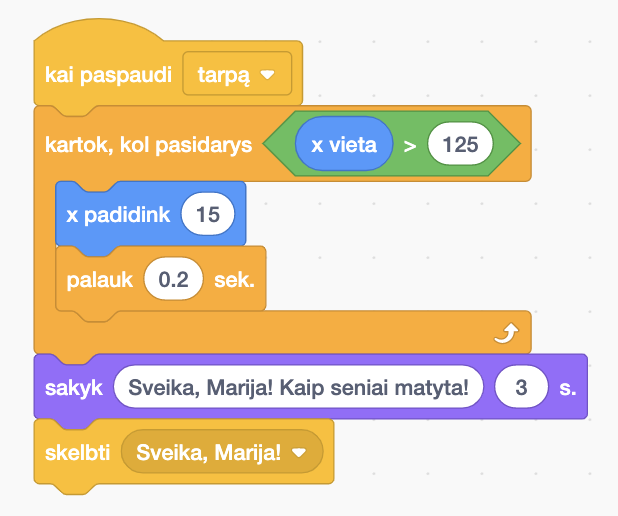 kai paspaudi tarpą
kartok, kol pasidarys x vieta > 125
x padidink 15
palauk 0.2 sek.
sakyk Sveika, Marija! Kaip seniai matyta! 3 s.
skelbti Sveika, Marija!